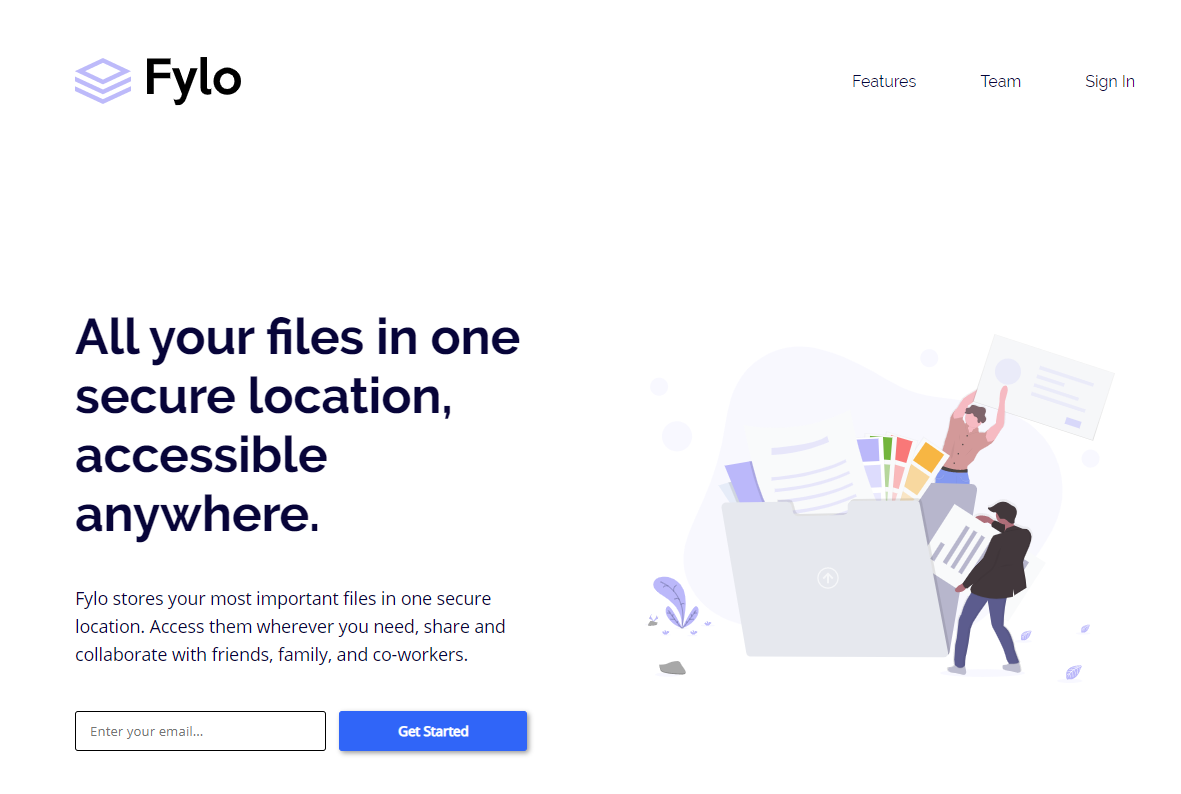 Fylo
Features
Team
Sign In
All your files in one
secure location,
accessible
anywhere.
Fylo stores your most important files in one secure
location. Access them wherever you need, share and
collaborate with friends, family, and co-workers.
Enter your email...
Get Started